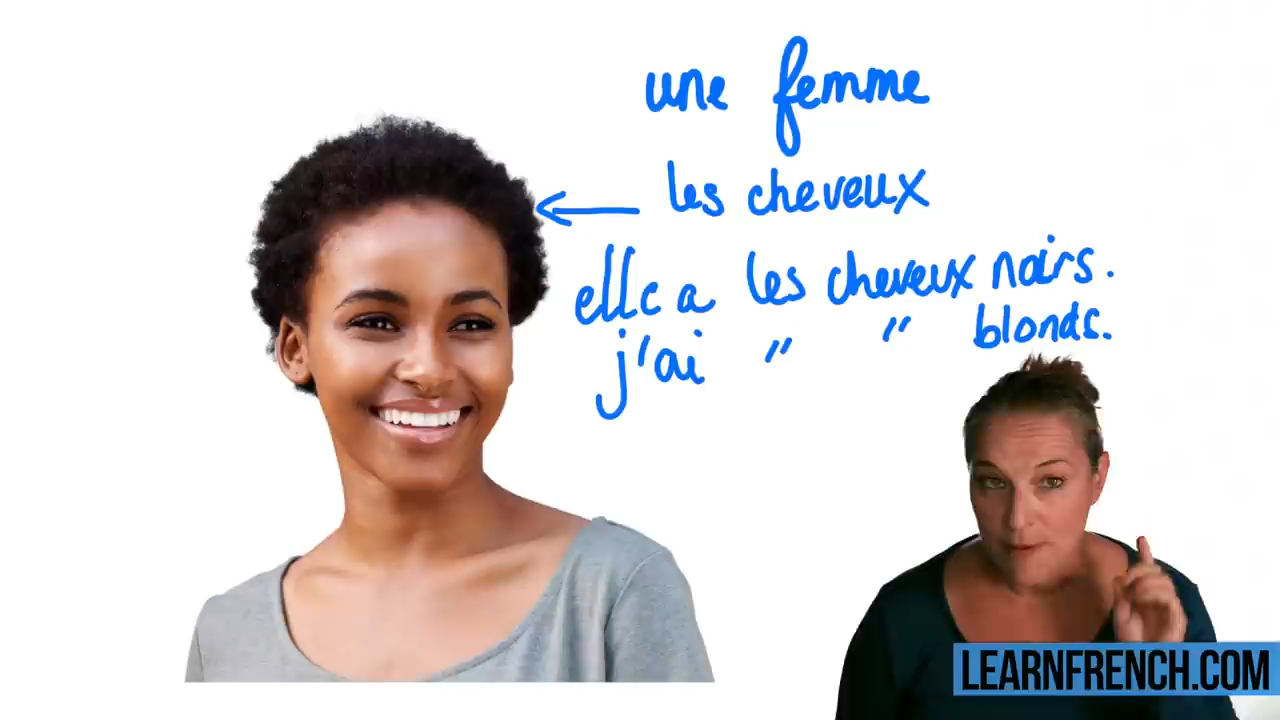 une femme
les cheveux
elle a les cheveux noirs.
j'ai " " blonds.
LEARNFRENCH.COM